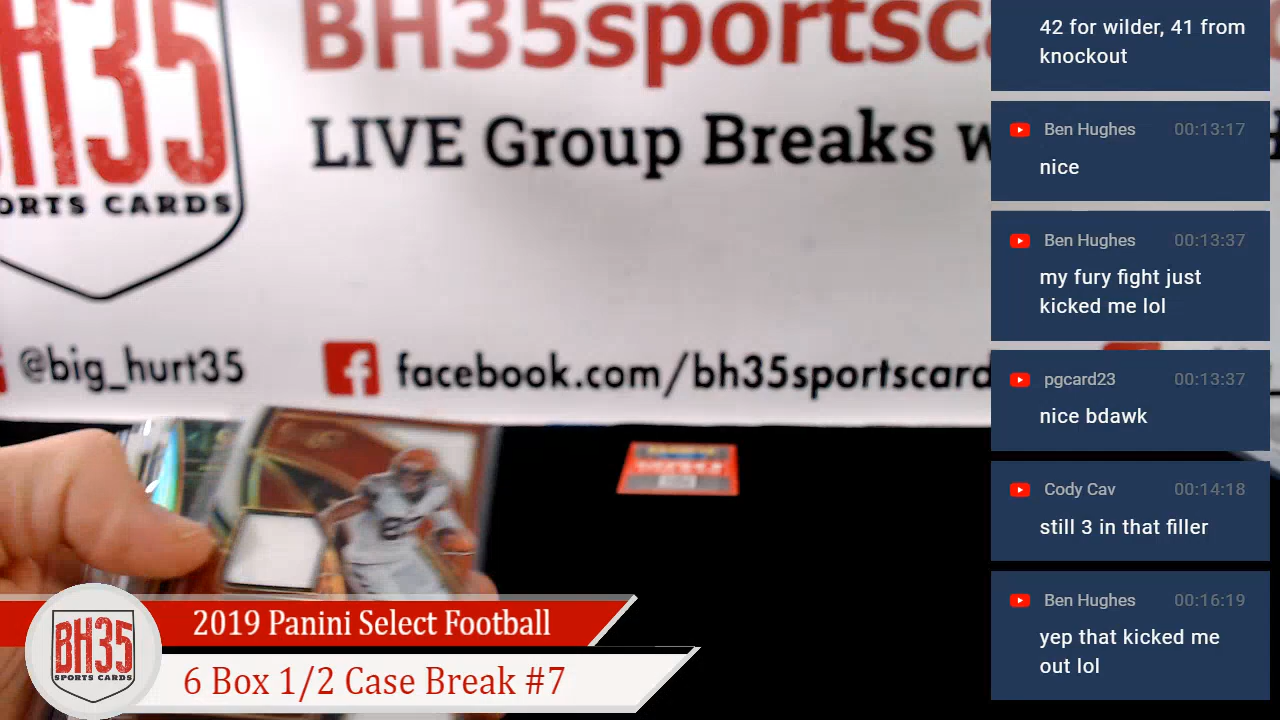 BH35
BH35sportsc
ORTS CARDS
LIVE Group Breaks w
@big_hurt35
facebook.com/bh35sportscard
42 for wilder, 41 from
knockout
Ben Hughes 00:13:17
nice
Ben Hughes 00:13:37
my fury fight just
kicked me lol
pgcard23 00:13:37
nice bdawk
Cody Cav 00:14:18
still 3 in that filler
Ben Hughes 00:16:19
yep that kicked me
out lol
BH35
SPORTS CARDS
2019 Panini Select Football
6 Box 1/2 Case Break #7